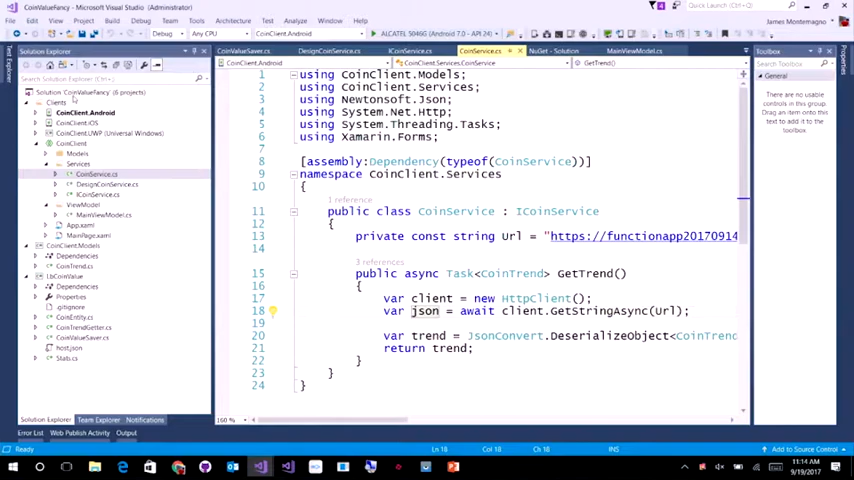 CoinValueFancy - Microsoft Visual Studio (Administrator)
Quick Launch (Ctrl+Q)
File Edit View Project Build Debug Team Tools Architecture Test Analyze Window Help
James Montemagno
Debug Any CPU CoinClient.Android ALCATEL 5046G (Android 7.0 - API 24)
Test Explorer
Solution Explorer
Search Solution Explorer (Ctrl+;)
Solution 'CoinValueFancy' (6 projects)
Clients
CoinClient.Android
CoinClient.iOS
CoinClient.UWP (Universal Windows)
CoinClient
Models
Services
CoinService.cs
DesignCoinService.cs
ICoinService.cs
ViewModel
MainViewModel.cs
App.xaml
MainPage.xaml
CoinClient.Models
Dependencies
CoinTrend.cs
LbCoinValue
Dependencies
Properties
.gitignore
CoinEntity.cs
CoinTrendGetter.cs
CoinValueSaver.cs
host.json
Stab.cs
Solution Explorer Team Explorer Notifications
CoinValueSaver.cs DesignCoinService.cs ICoinService.cs CoinService.cs NuGet - Solution MainViewModel.cs
CoinClient.Android CoinClient.Services.CoinService GetTrend()
1 using CoinClient.Models;
2 using CoinClient.Services;
3 using Newtonsoft.Json;
4 using System.Net.Http;
5 using System.Threading.Tasks;
6 using Xamarin.Forms;
7
8 [assembly:Dependency(typeof(CoinService))]
9 namespace CoinClient.Services
10 {
1 reference
11 public class CoinService : ICoinService
12 {
13 private const string Url = "https://functionapp20170914
14
3 references
15 public async Task<CoinTrend> GetTrend()
16 {
17 var client = new HttpClient();
18 var json = await client.GetStringAsync(Url);
19
20 var trend = JsonConvert.DeserializeObject<CoinTrend
21 return trend;
22 }
23 }
24 }
160 %
Toolbox
General
There are no usable
controls in this group.
Drag an item onto this
text to add it to the
toolbox.
Properties
Error List Web Publish Activity Output
Ready Ln 18 Col 18 Ch 18 INS Add to Source Control
11:14 AM
9/19/2017